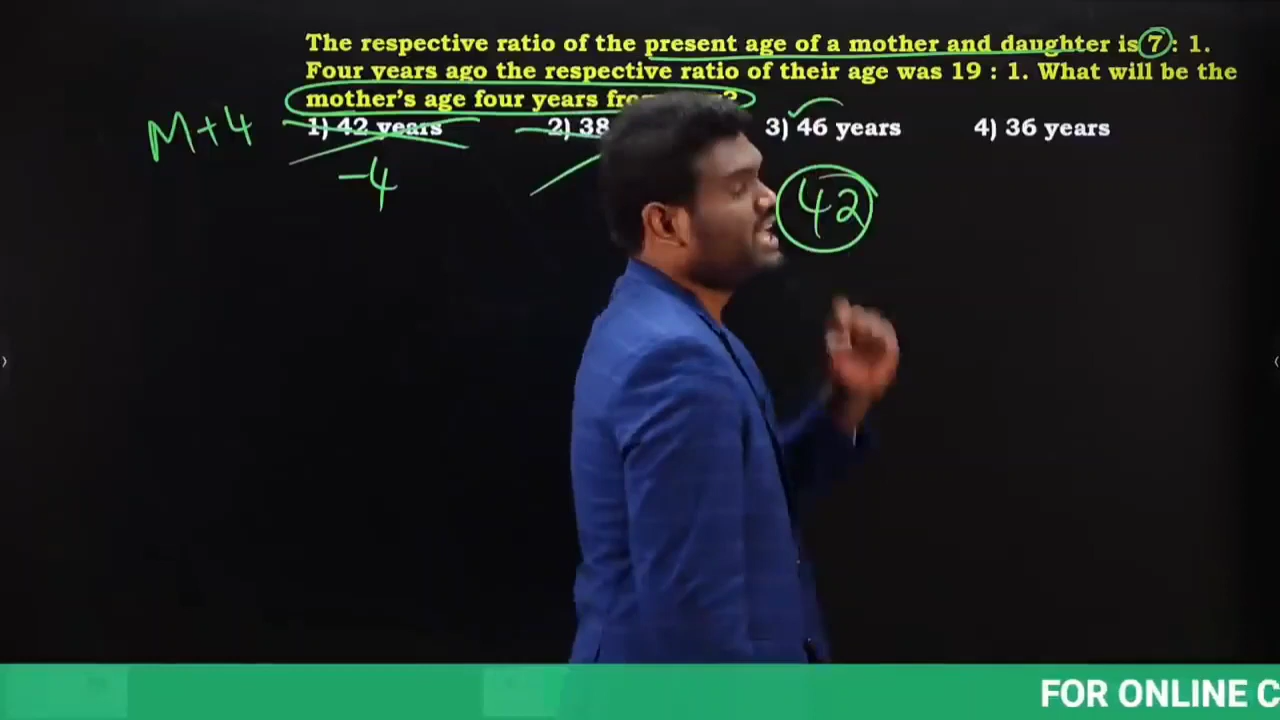 The respective ratio of the present age of a mother and daughter is 7 : 1.
Four years ago the respective ratio of their age was 19 : 1. What will be the
mother's age four years
M+4 1) 42 years 2) 38 3) 46 years 4) 36 years
-4 42
FOR ONLINE C